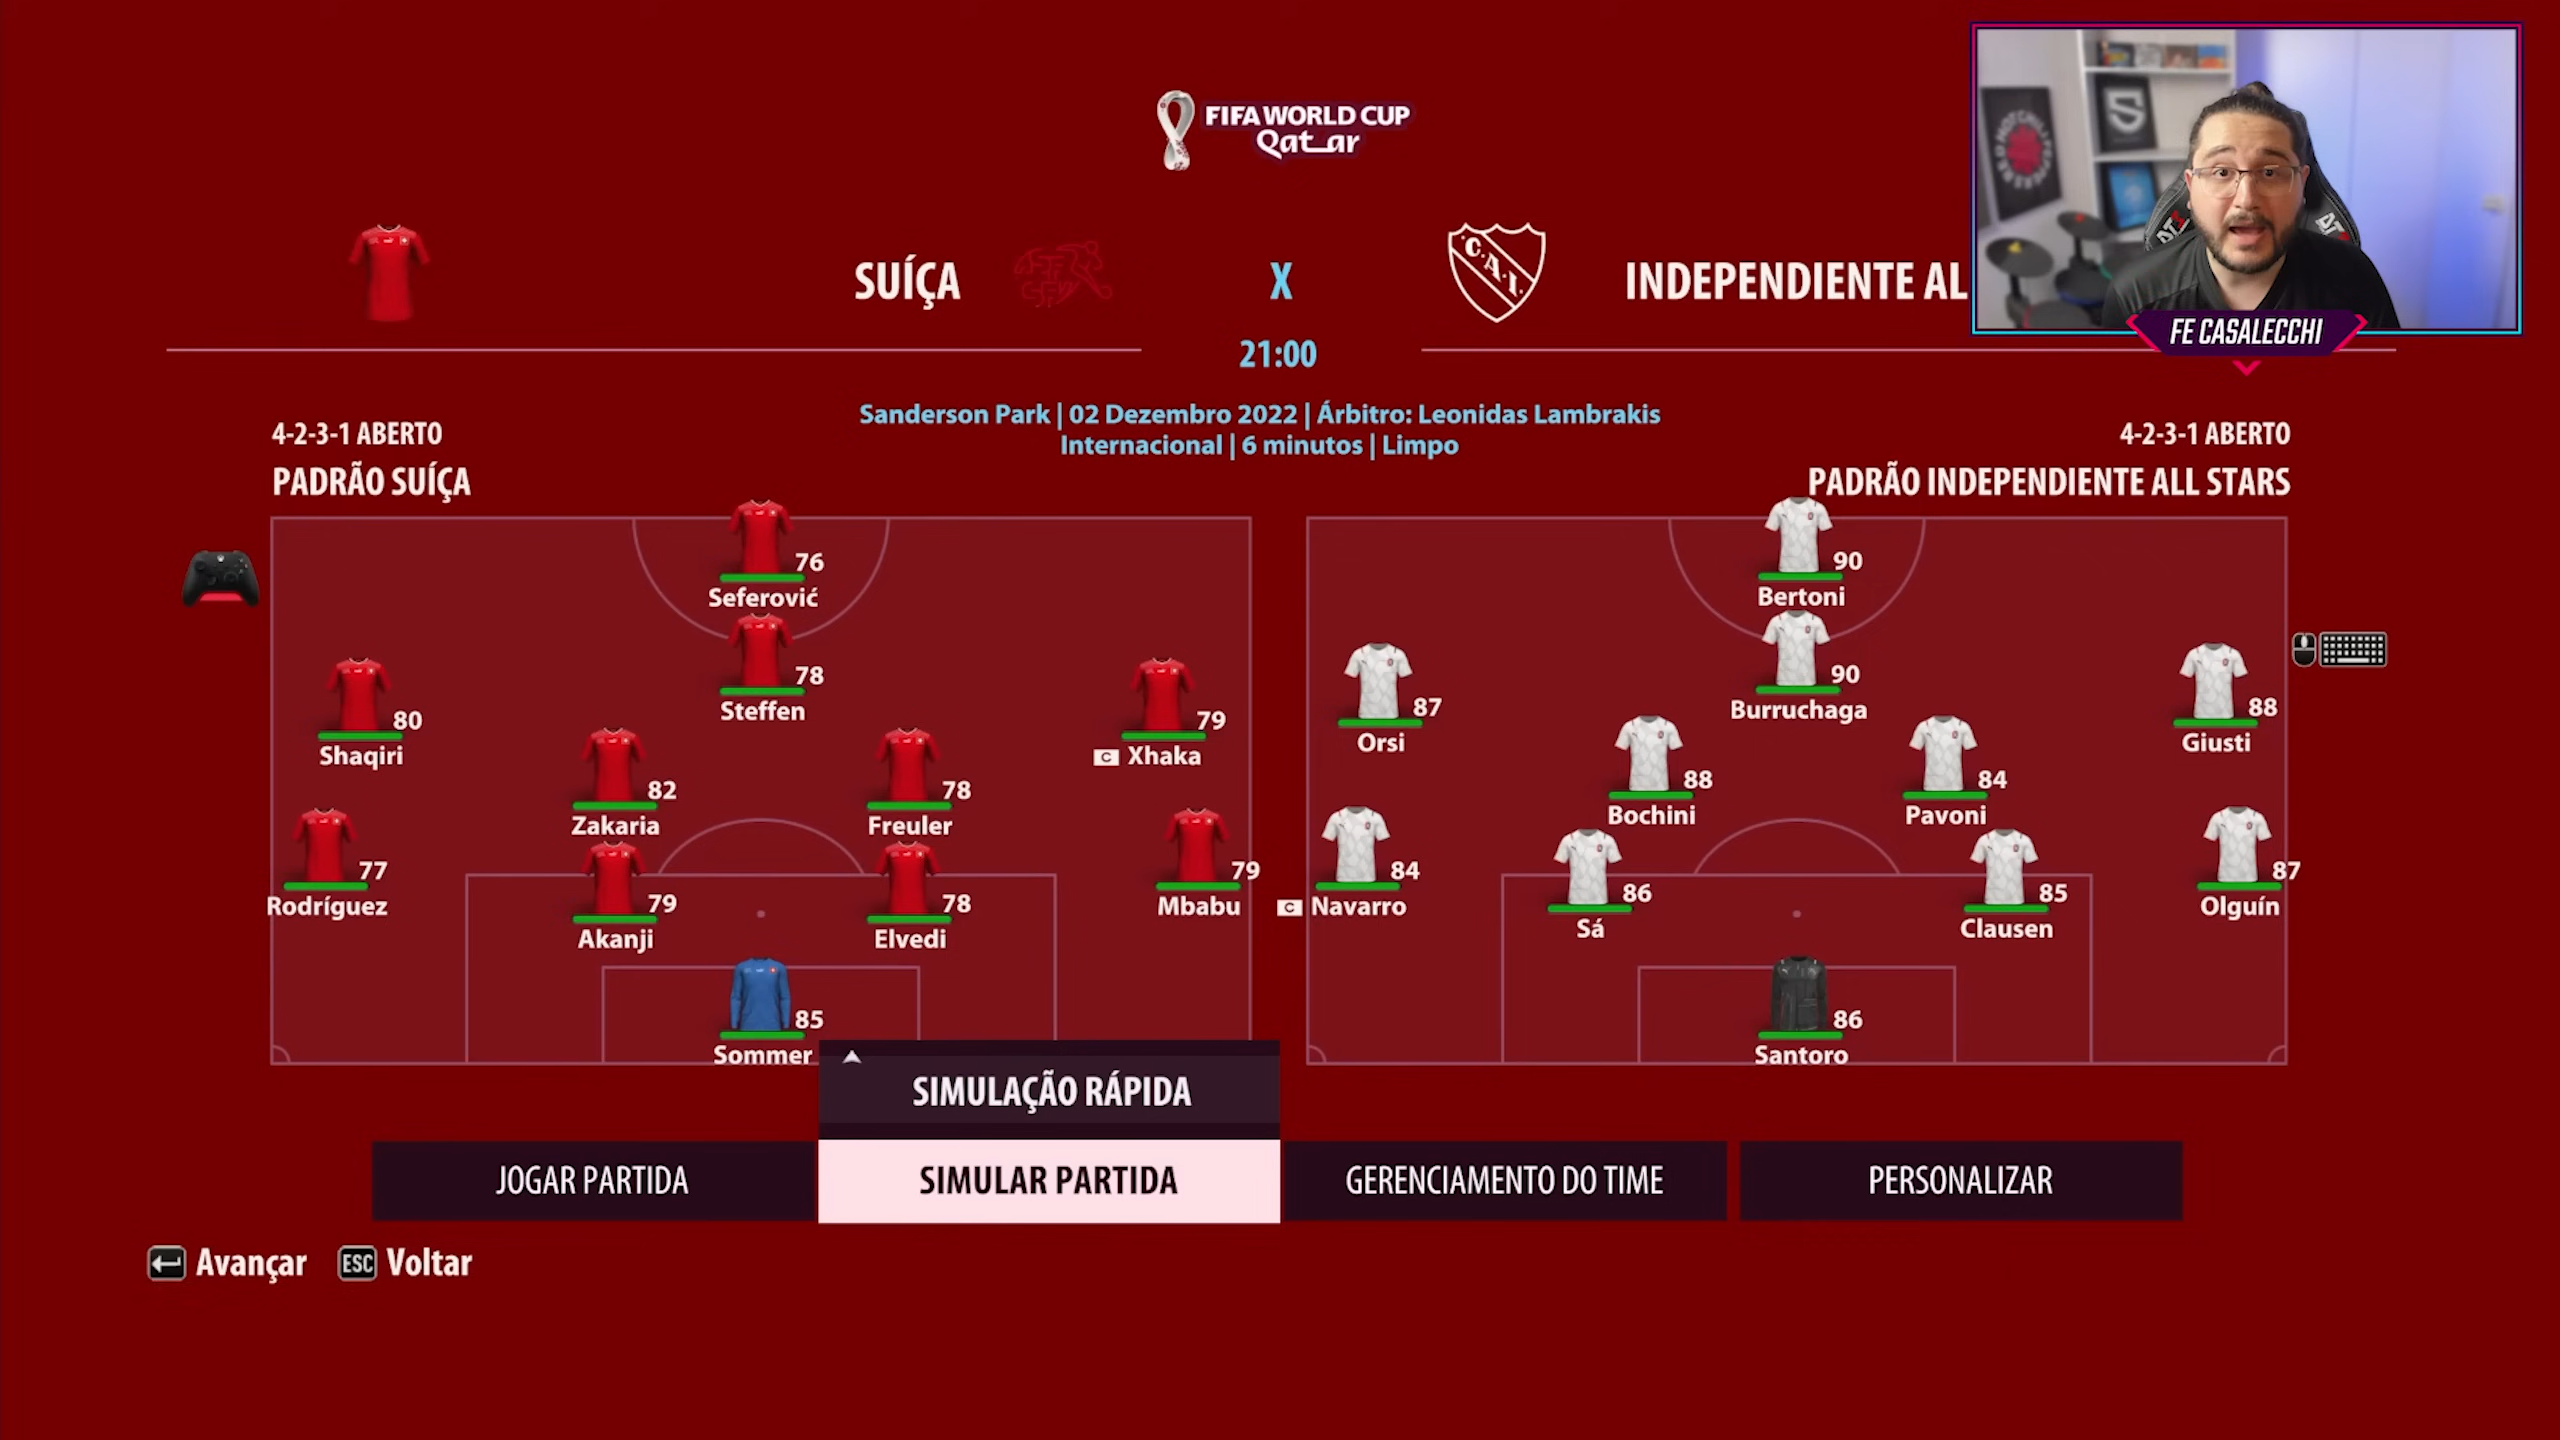 FIFA WORLD CUP
Qatar
SUÍÇA
X
C.A.I.
INDEPENDIENTE AL
FE CASALECCHI
21:00
Sanderson Park | 02 Dezembro 2022 | Árbitro: Leonidas Lambrakis
Internacional | 6 minutos | Limpo
4-2-3-1 ABERTO
PADRÃO SUÍÇA
4-2-3-1 ABERTO
PADRÃO INDEPENDIENTE ALL STARS
76
Seferović
78
Steffen
80
Shaqiri
79
C Xhaka
82
Zakaria
78
Freuler
77
Rodríguez
79
Akanji
78
Elvedi
79
Mbabu
85
Sommer
90
Bertoni
90
Burruchaga
87
Orsi
88
Giusti
88
Bochini
84
Pavoni
84
C Navarro
86
Sá
85
Clausen
87
Olguín
86
Santoro
SIMULAÇÃO RÁPIDA
JOGAR PARTIDA
SIMULAR PARTIDA
GERENCIAMENTO DO TIME
PERSONALIZAR
Avançar
ESC Voltar